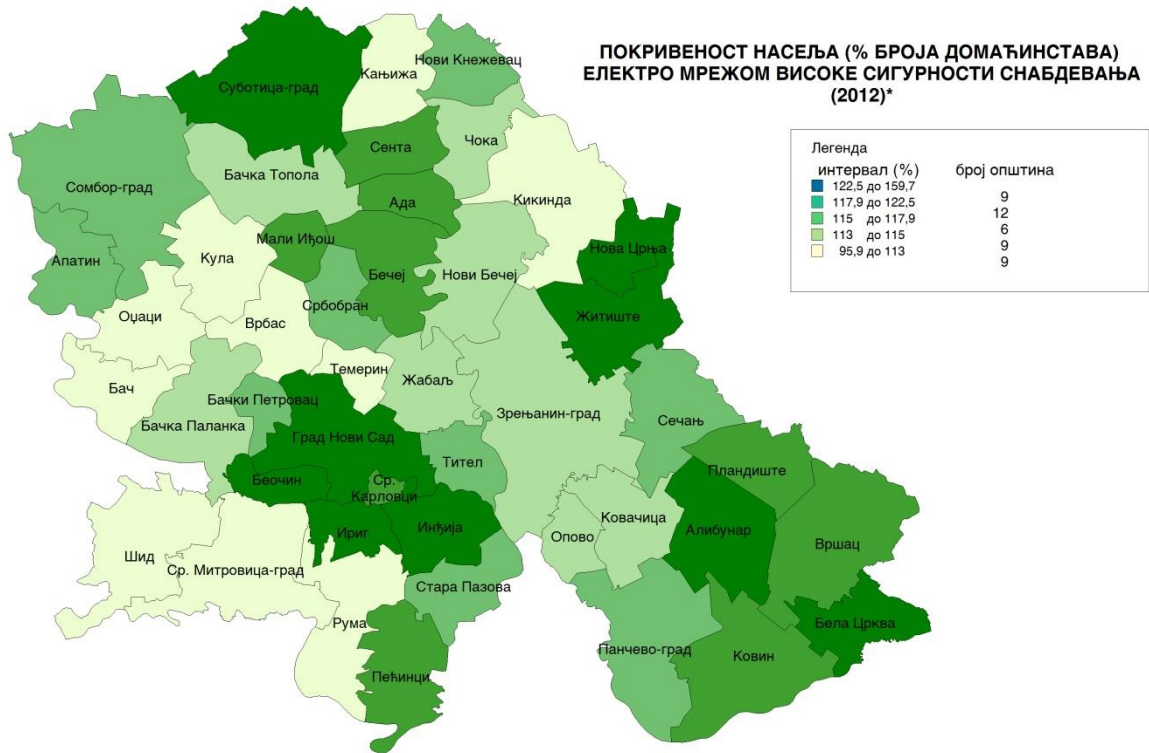 ПОКРИВЕНОСТ НАСЕЉА (% БРОЈА ДОМАЋИНСТАВА)
ЕЛЕКТРО МРЕЖОМ ВИСОКЕ СИГУРНОСТИ СНАБДЕВАЊА
(2012)*
Легенда
интервал (%) број општина
122,5 до 159,7 9
117,9 до 122,5 12
115 до 117,9 6
113 до 115 9
95,9 до 113 9
Суботица-град
Кањижа
Нови Кнежевац
Сента
Чока
Сомбор-град
Бачка Топола
Ада
Кикинда
Мали Иђош
Нова Црња
Апатин
Кула
Бечеј
Нови Бечеј
Србобран
Оџаци
Врбас
Житиште
Темерин
Жабаљ
Бач
Бачки Петровац
Зрењанин-град
Сечањ
Бачка Паланка
Град Нови Сад
Тител
Пландиште
Беочин
Ср.
Карловци
Ковачица
Ириг
Инђија
Опово
Алибунар
Вршац
Шид
Ср. Митровица-град
Стара Пазова
Рума
Бела Црква
Панчево-град
Ковин
Пећинци